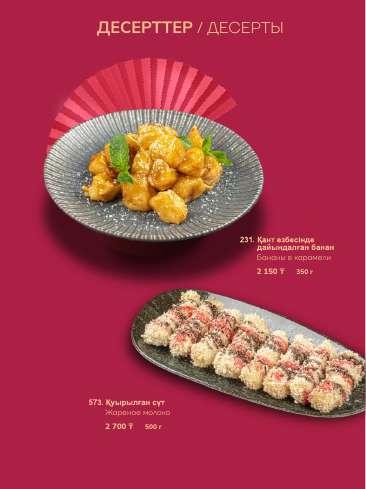 ДЕСЕРТТЕР / ДЕСЕРТЫ
231. Қант езбесінде
дайындалған банан
Бананы в карамели
2 150 ₸ 350 г
573. Қуырылған сүт
Жареное молоко
2 700 ₸ 500 г